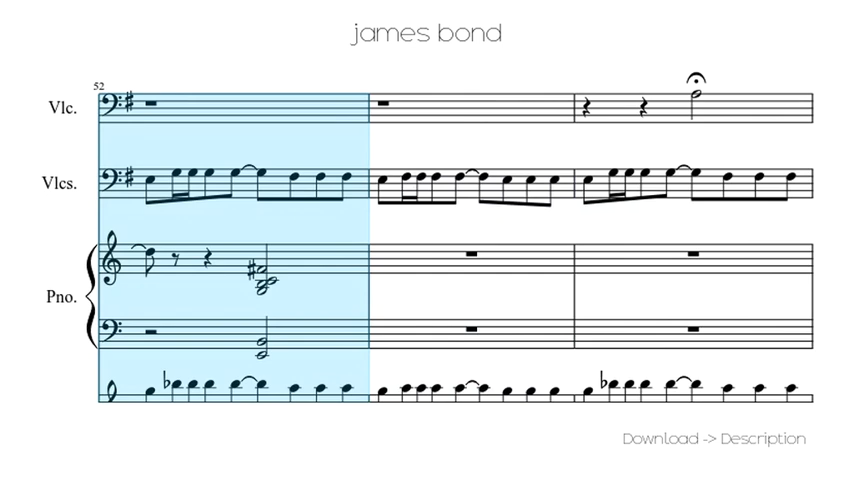 james bond
52
Vlc.
Vlcs.
Pno.
Download -> Description